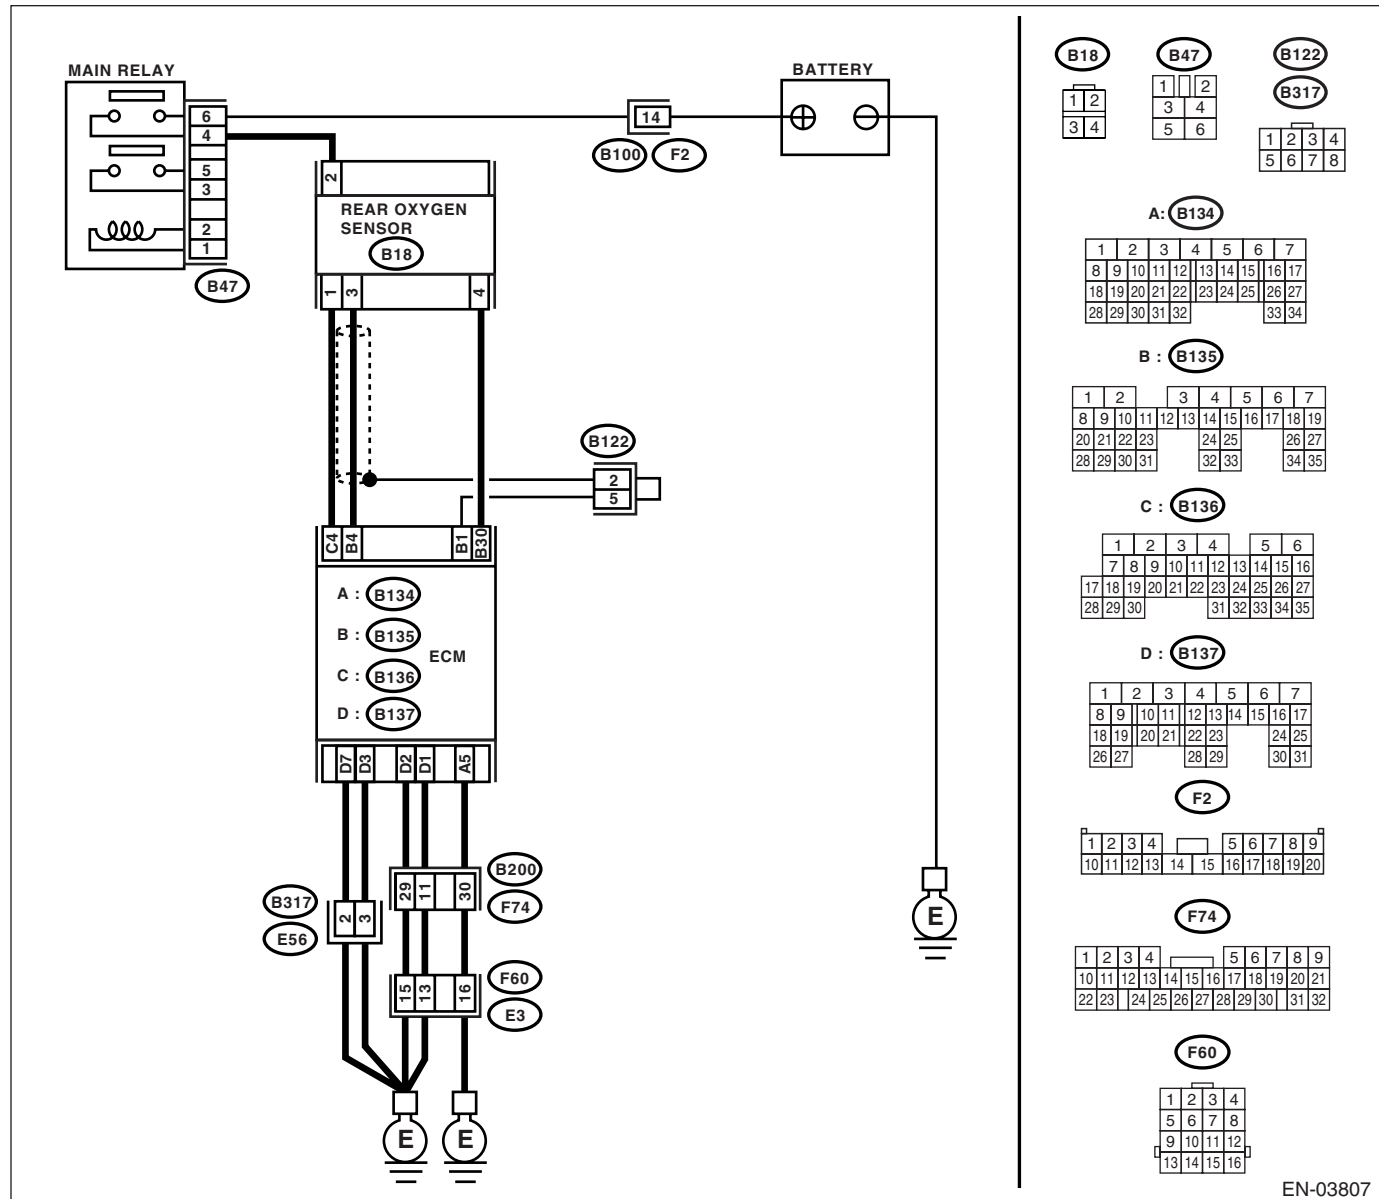 MAIN RELAY
6
4
5
3
2
1
B47
14
B100 F2
BATTERY
2
REAR OXYGEN
SENSOR
B18
1 3 4
B122
2
5
C4 B4 B1 B30
A : B134
B : B135
ECM
C : B136
D : B137
D7 D3 D2 D1 A5
B200
F74
29 11 30
B317
E56
2 3
F60
E3
15 13 16
E
E
E
B18
1 2
3 4
B47
1 2
3 4
5 6
B122
B317
1 2 3 4
5 6 7 8
A: B134
1 2 3 4 5 6 7
8 9 10 11 12 13 14 15 16 17
18 19 20 21 22 23 24 25 26 27
28 29 30 31 32 33 34
B : B135
1 2 3 4 5 6 7
8 9 10 11 12 13 14 15 16 17 18 19
20 21 22 23 24 25 26 27
28 29 30 31 32 33 34 35
C : B136
1 2 3 4 5 6
7 8 9 10 11 12 13 14 15 16
17 18 19 20 21 22 23 24 25 26 27
28 29 30 31 32 33 34 35
D : B137
1 2 3 4 5 6 7
8 9 10 11 12 13 14 15 16 17
18 19 20 21 22 23 24 25
26 27 28 29 30 31
F2
1 2 3 4 5 6 7 8 9
10 11 12 13 14 15 16 17 18 19 20
F74
1 2 3 4 5 6 7 8 9
10 11 12 13 14 15 16 17 18 19 20 21
22 23 24 25 26 27 28 29 30 31 32
F60
1 2 3 4
5 6 7 8
9 10 11 12
13 14 15 16
EN-03807